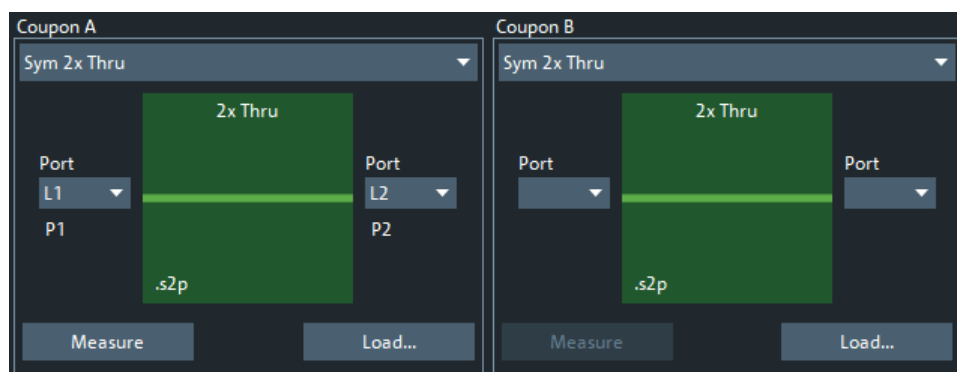 Coupon A
Sym 2x Thru
2x Thru
Port
L1
P1
Port
L2
P2
.s2p
Measure
Load...
Coupon B
Sym 2x Thru
2x Thru
Port
Port
.s2p
Measure
Load...